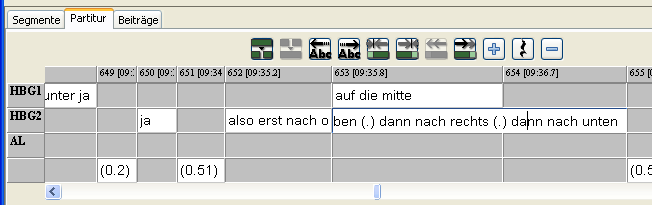 Segmente Partitur Beiträge
Abc Abc
649 [09: 650 [09: 651 [09:34 652 [09:35.2] 653 [09:35.8] 654 [09:36.7] 655
HBG1 unter ja auf die mitte
HBG2 ja also erst nach o ben (.) dann nach rechts (.) dann nach unten
AL
(0.2) (0.51) (0.5